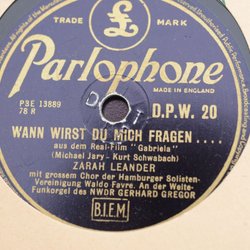 TRADE MARK
£
Parlophone
MADE IN ENGLAND
PSE 13889
78 R
D.P.W. 20
WANN WIRST DU MICH FRAGEN....
aus dem Real-Film "Gabriela"
(Michael Jary - Kurt Schwabach)
ZARAH LEANDER
mit grossem Chor der Hamburger Solisten-
Vereinigung Waldo Favre. An der Welte-
Funkorgel des NWDR GERHARD GREGOR
B.I.E.M.